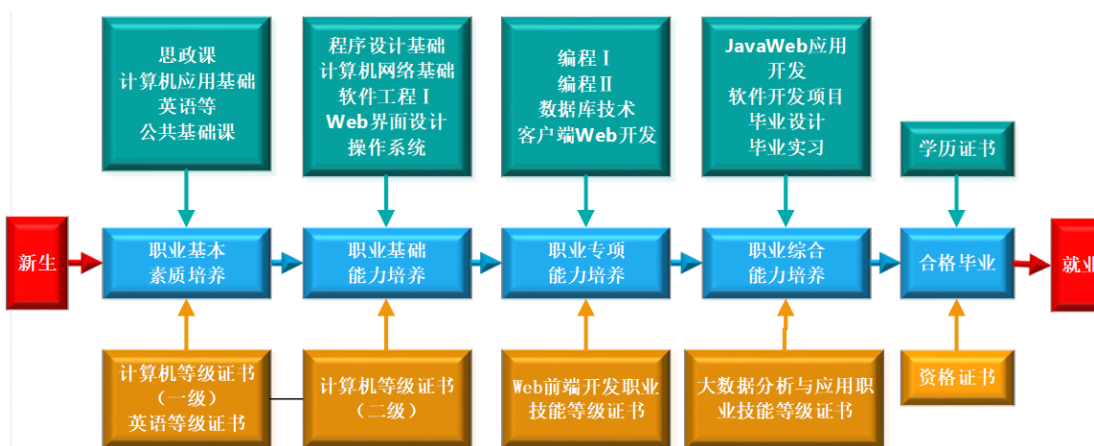 思政课
计算机应用基础
英语等
公共基础课
程序设计基础
计算机网络基础
软件工程Ⅰ
Web界面设计
操作系统
编程Ⅰ
编程Ⅱ
数据库技术
客户端Web开发
JavaWeb应用
开发
软件开发项目
毕业设计
毕业实习
学历证书
新生
职业基本
素质培养
职业基础
能力培养
职业专项
能力培养
职业综合
能力培养
合格毕业
就业
计算机等级证书
（一级）
英语等级证书
计算机等级证书
（二级）
Web前端开发职业
技能等级证书
大数据分析与应用职
业技能等级证书
资格证书